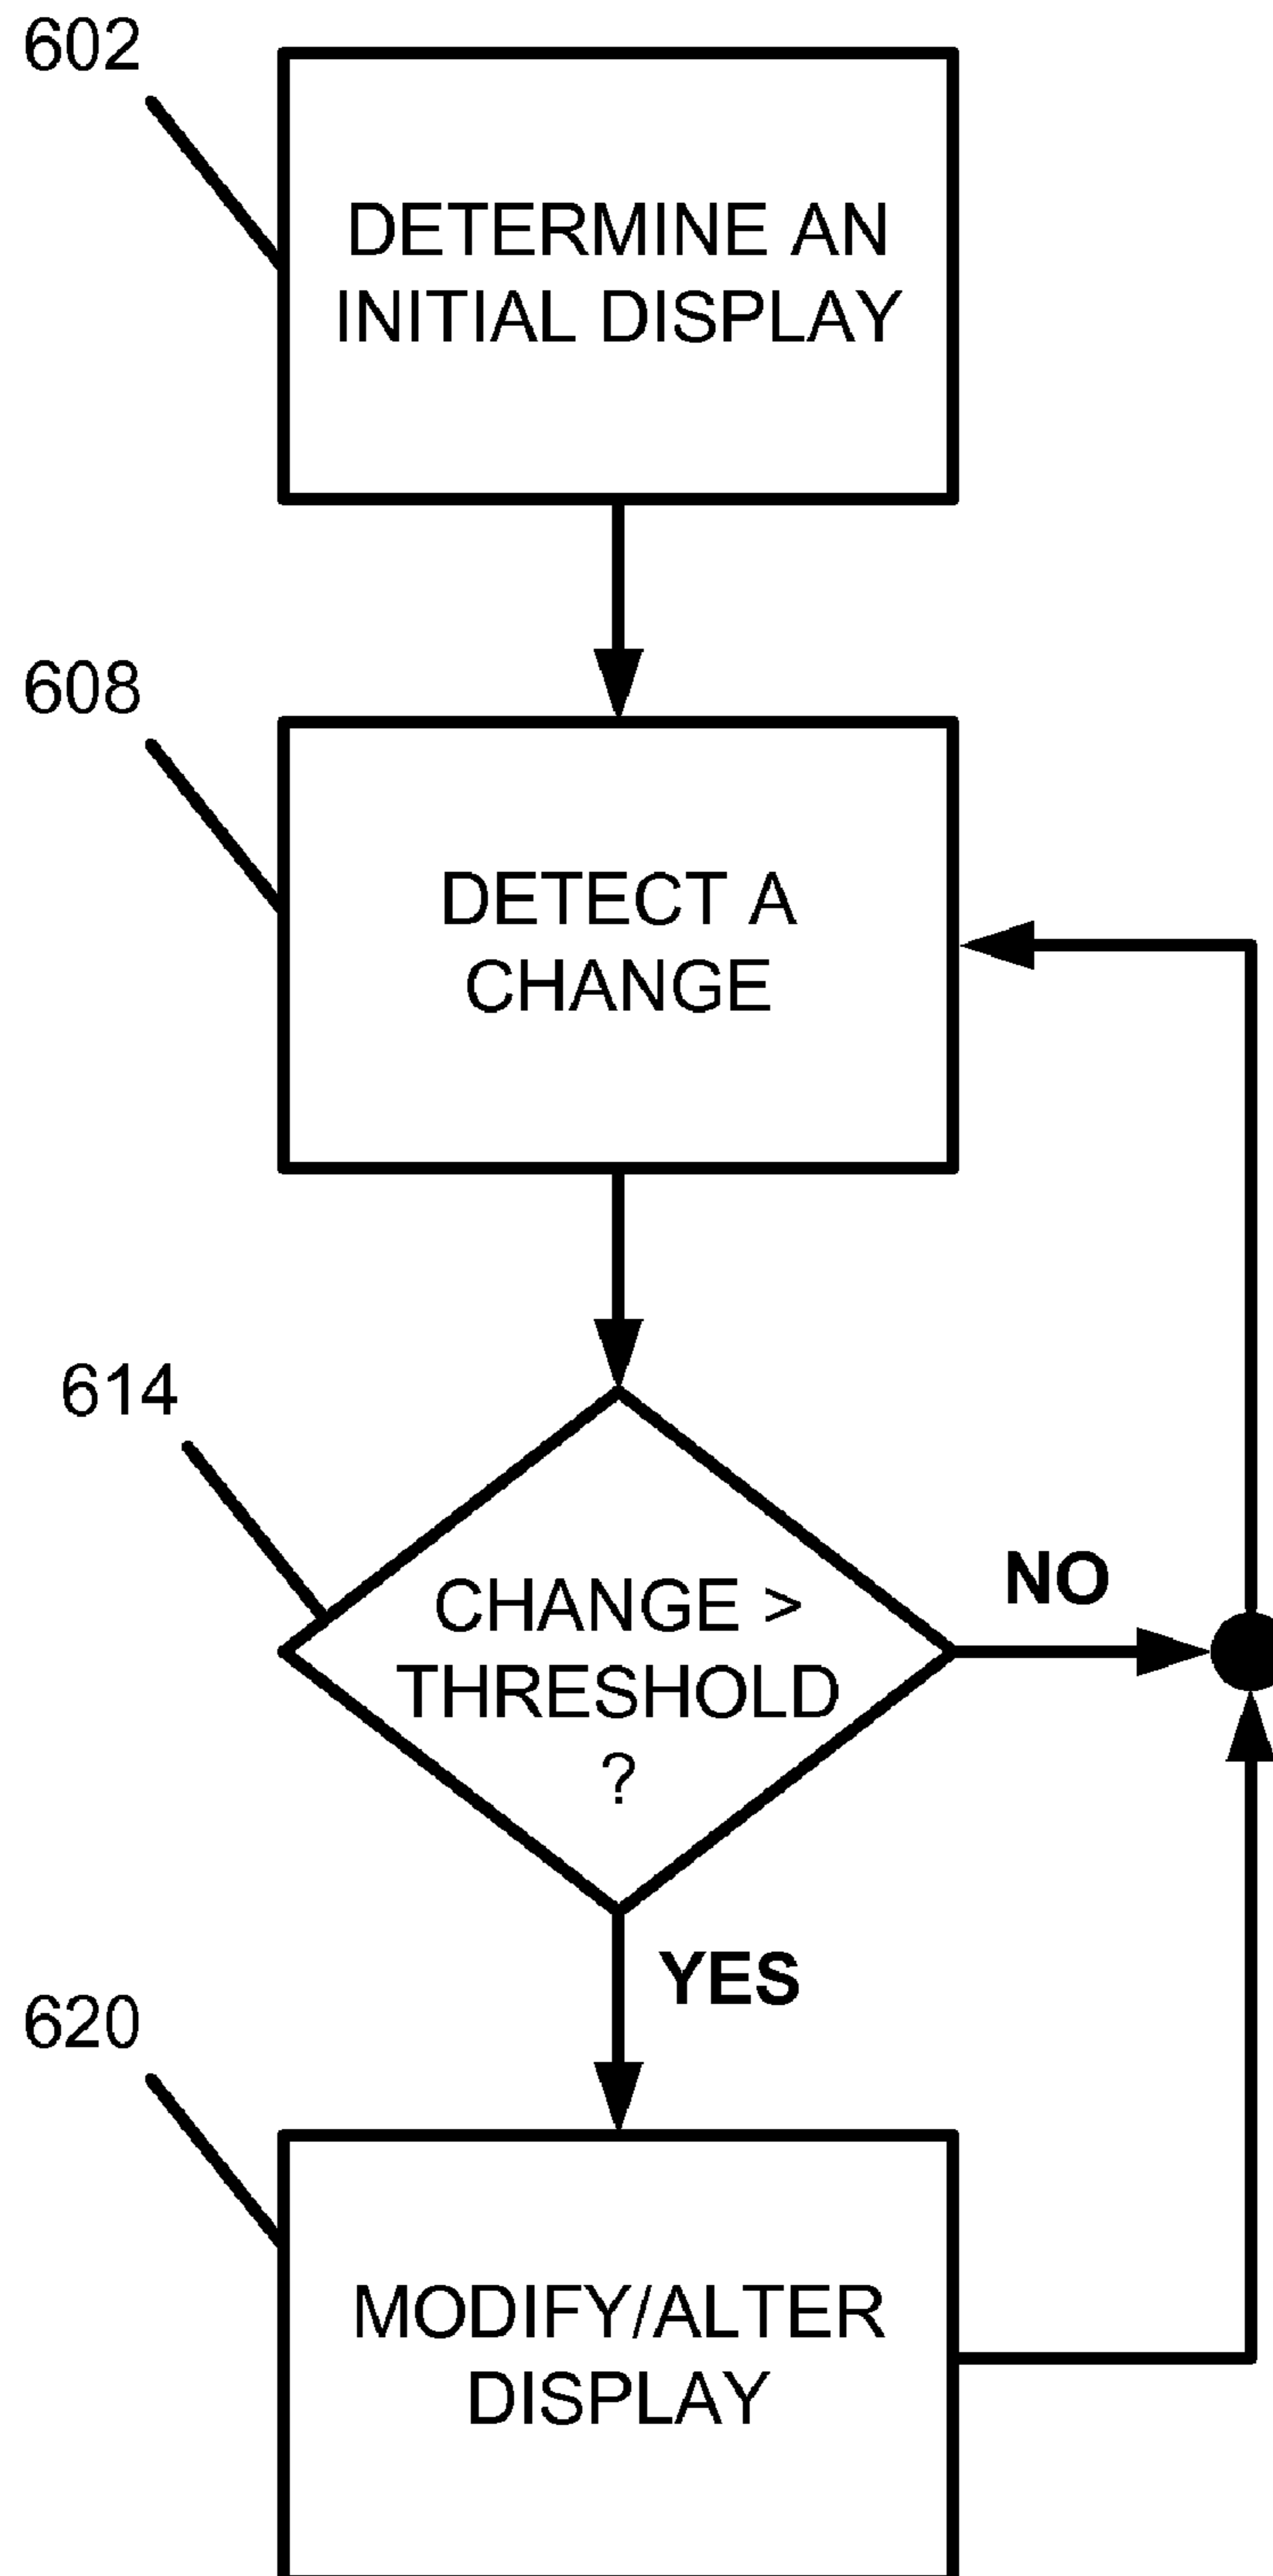 602
DETERMINE AN
INITIAL DISPLAY
608
DETECT A
CHANGE
614
CHANGE >
THRESHOLD
?
NO
YES
620
MODIFY/ALTER
DISPLAY